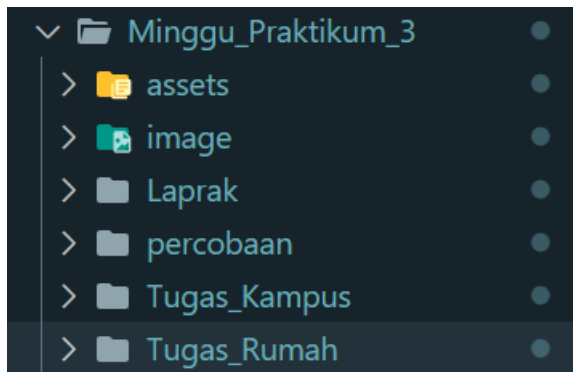 Minggu_Praktikum_3
assets
image
Laprak
percobaan
Tugas_Kampus
Tugas_Rumah